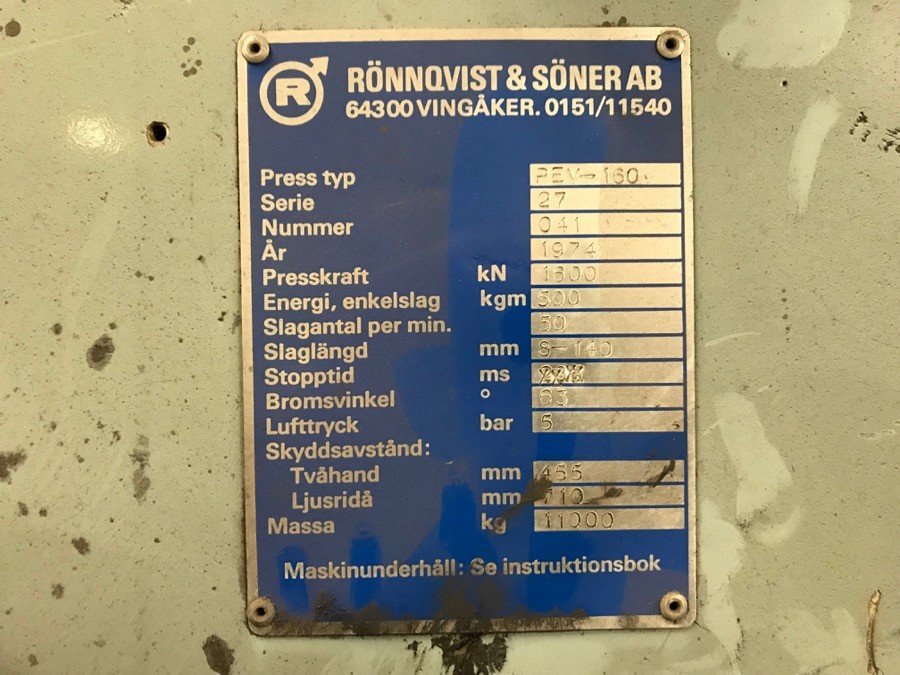 R RÖNNQVIST & SÖNER AB
64300 VINGÅKER. 0151/11540
Press typ PEV-160
Serie 27
Nummer 041
År 1974
Presskraft kN 1600
Energi, enkelslag kgm 500
Slagantal per min. 50
Slaglängd mm 8-140
Stopptid ms
Bromsvinkel ° 63
Lufttryck bar 5
Skyddsavstånd:
Tvåhand mm 455
Ljusridå mm 710
Massa kg 11000
Maskinunderhåll: Se instruktionsbok